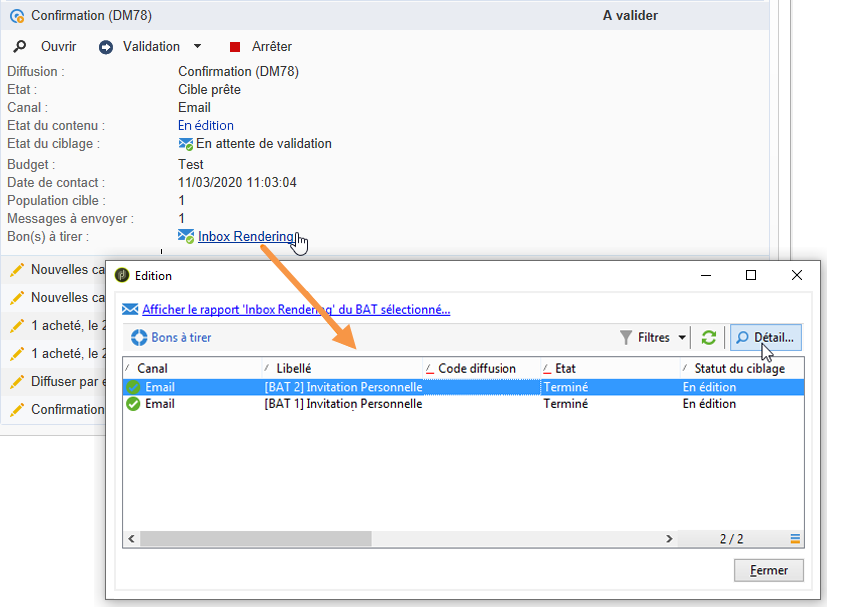 Confirmation (DM78) A valider
Ouvrir Validation Arrêter
Diffusion : Confirmation (DM78)
Etat : Cible prête
Canal : Email
Etat du contenu : En édition
Etat du ciblage : En attente de validation
Budget : Test
Date de contact : 11/03/2020 11:03:04
Population cible : 1
Messages à envoyer : 1
Bon(s) à tirer : Inbox Rendering
Nouvelles ca
Nouvelles ca
1 acheté, le 2
1 acheté, le 2
Diffuser par e
Confirmation
Edition
Afficher le rapport 'Inbox Rendering' du BAT sélectionné...
Bons à tirer Filtres Détail...
Canal Libellé Code diffusion Etat Statut du ciblage
Email [BAT 2] Invitation Personnelle Terminé En édition
Email [BAT 1] Invitation Personnelle Terminé En édition
2 / 2
Fermer